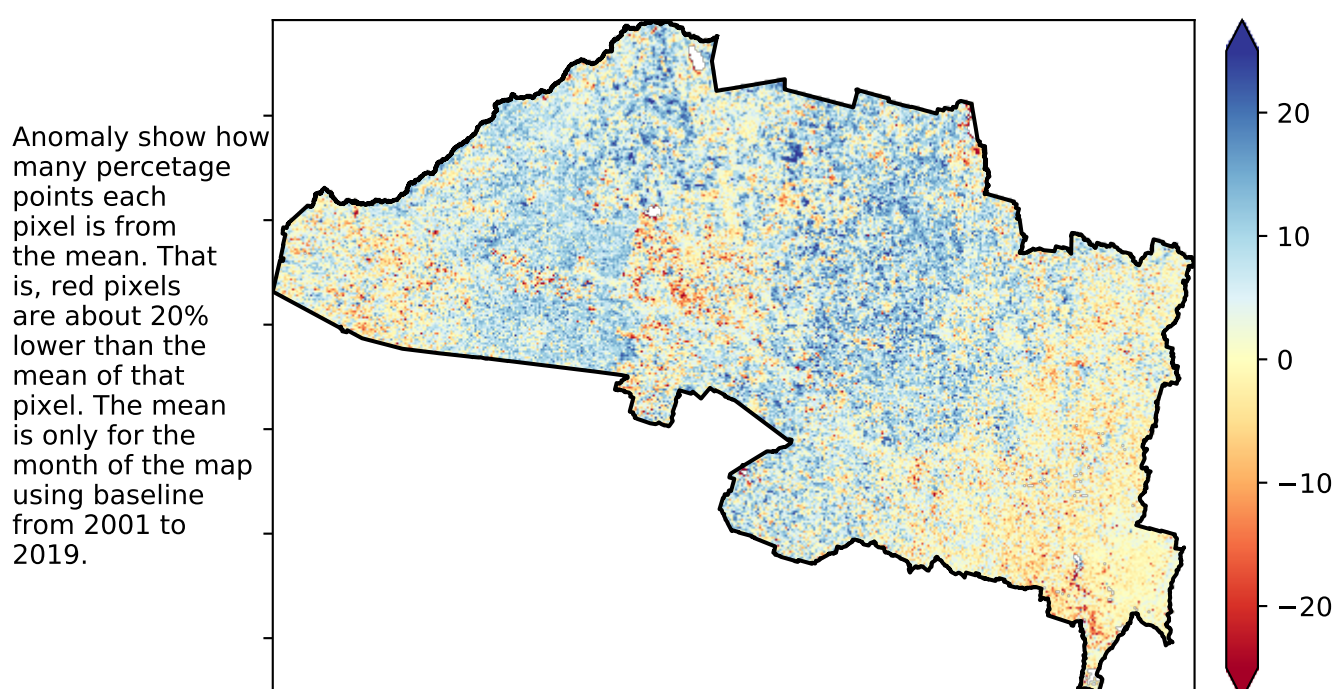 Anomaly show how
many percetage
points each
pixel is from
the mean. That
is, red pixels
are about 20%
lower than the
mean of that
pixel. The mean
is only for the
month of the map
using baseline
from 2001 to
2019.
20
10
0
−10
−20